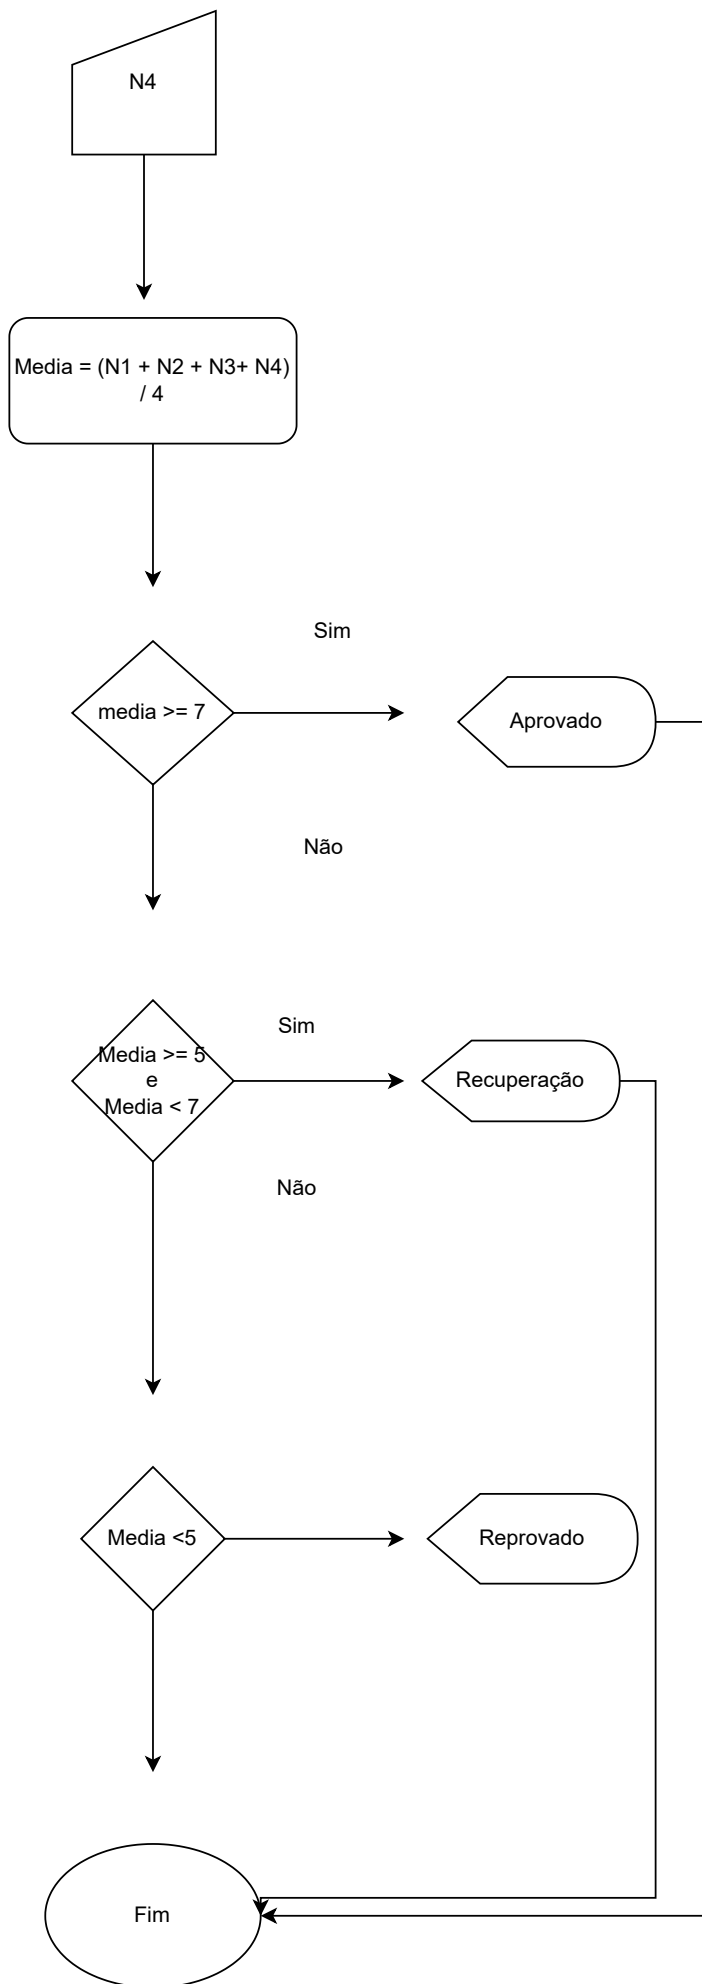 N4
Media = (N1 + N2 + N3+ N4)
/ 4
Sim
media >= 7
Aprovado
Não
Sim
Media >= 5
e
Media < 7
Recuperação
Não
Media <5
Reprovado
Fim